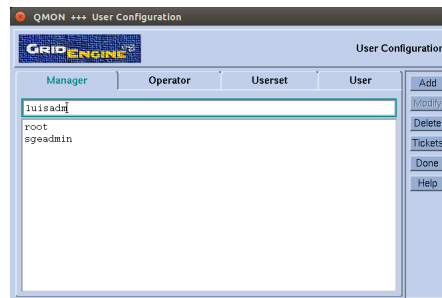 QMON +++ User Configuration
GRID ENGINE
User Configuration
Manager Operator Userset User
luisadm
root
sgeadmin
Add
Modify
Delete
Tickets
Done
Help